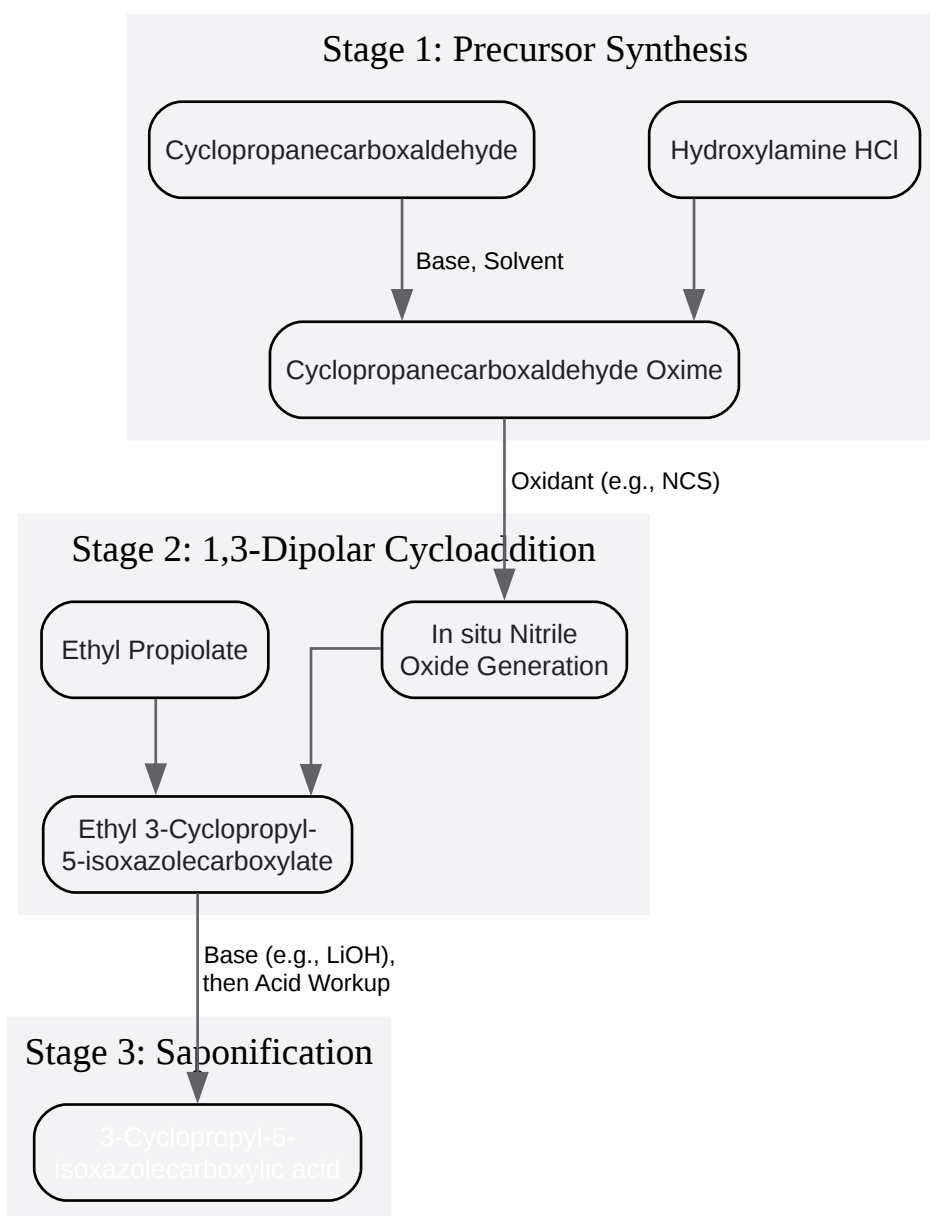 Stage 1: Precursor Synthesis
Cyclopropanecarboxaldehyde
Hydroxylamine HCl
Base, Solvent
Cyclopropanecarboxaldehyde Oxime
Oxidant (e.g., NCS)
Stage 2: 1,3-Dipolar Cycloaddition
Ethyl Propiolate
In situ Nitrile
Oxide Generation
Ethyl 3-Cyclopropyl-
5-isoxazolecarboxylate
Base (e.g., LiOH),
then Acid Workup
Stage 3: Saponification
3-Cyclopropyl-5-
isoxazolecarboxylic acid